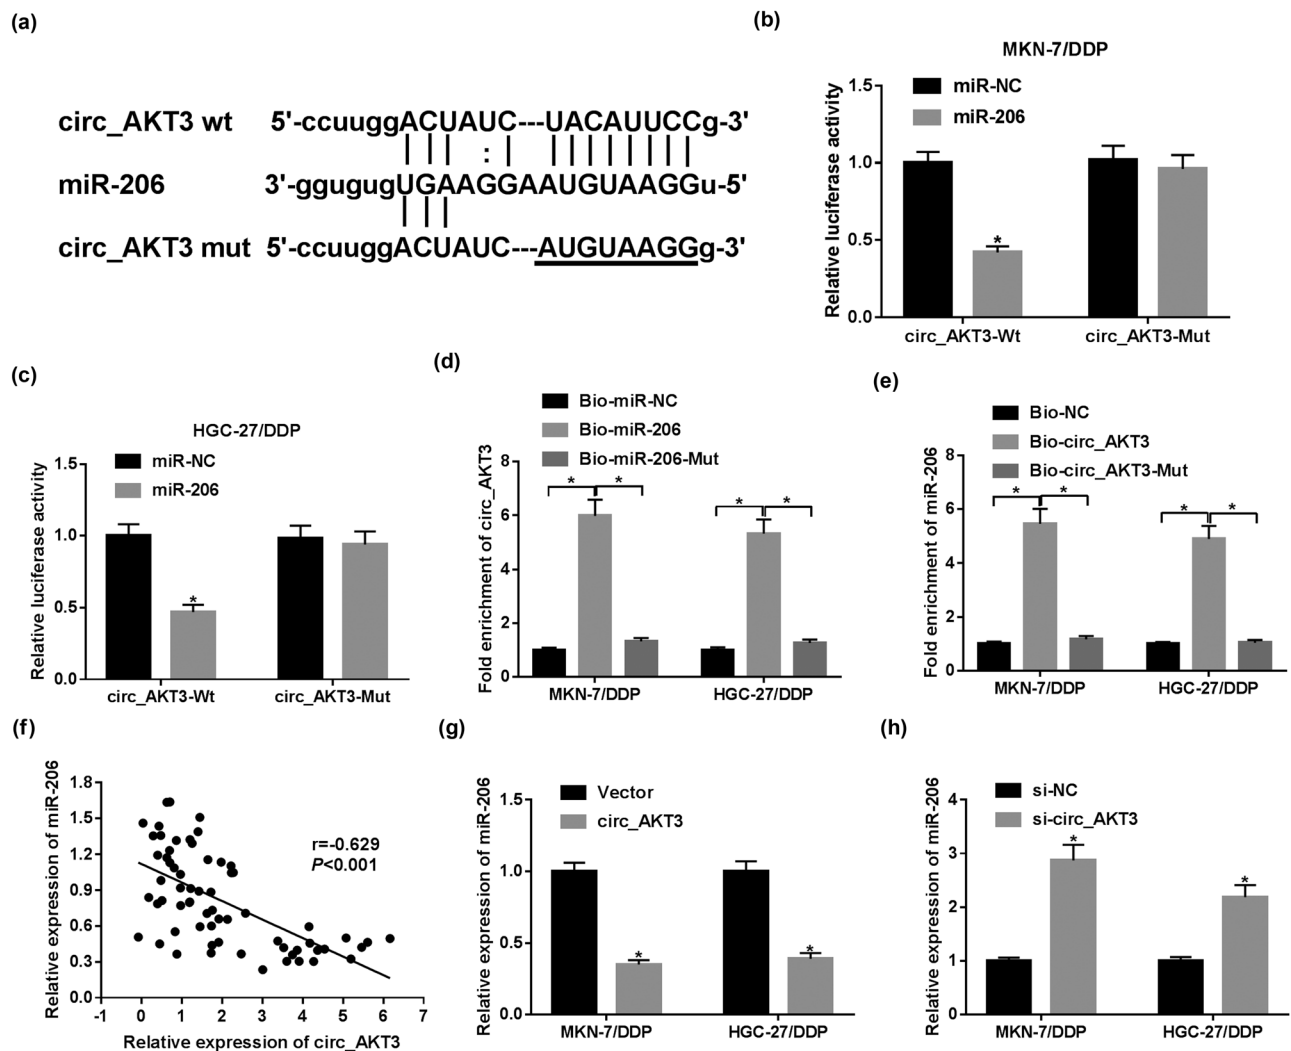 (a)
circ_AKT3 wt 5'-ccuuggACUAUC---UACAUUCCg-3'
miR-206 3'-ggugugUGAAGGAAUGUAAGGu-5'
circ_AKT3 mut 5'-ccuuggACUAUC---AUGUAAGGg-3'
(b)
MKN-7/DDP
miR-NC
miR-206
Relative luciferase activity
1.5
1.0
0.5
0.0
*
circ_AKT3-Wt circ_AKT3-Mut
(c)
HGC-27/DDP
miR-NC
miR-206
Relative luciferase activity
1.5
1.0
0.5
0.0
*
circ_AKT3-Wt circ_AKT3-Mut
(d)
Bio-miR-NC
Bio-miR-206
Bio-miR-206-Mut
Fold enrichment of circ_AKT3
8
6
4
2
0
* * * *
MKN-7/DDP HGC-27/DDP
(e)
Bio-NC
Bio-circ_AKT3
Bio-circ_AKT3-Mut
Fold enrichment of miR-206
8
6
4
2
0
* * * *
MKN-7/DDP HGC-27/DDP
(f)
Relative expression of miR-206
1.8
1.5
1.2
0.9
0.6
0.3
0.0
r=-0.629
P<0.001
-1 0 1 2 3 4 5 6 7
Relative expression of circ_AKT3
(g)
Vector
circ_AKT3
Relative expression of miR-206
1.5
1.0
0.5
0.0
* *
MKN-7/DDP HGC-27/DDP
(h)
si-NC
si-circ_AKT3
Relative expression of miR-206
4
3
2
1
0
* *
MKN-7/DDP HGC-27/DDP